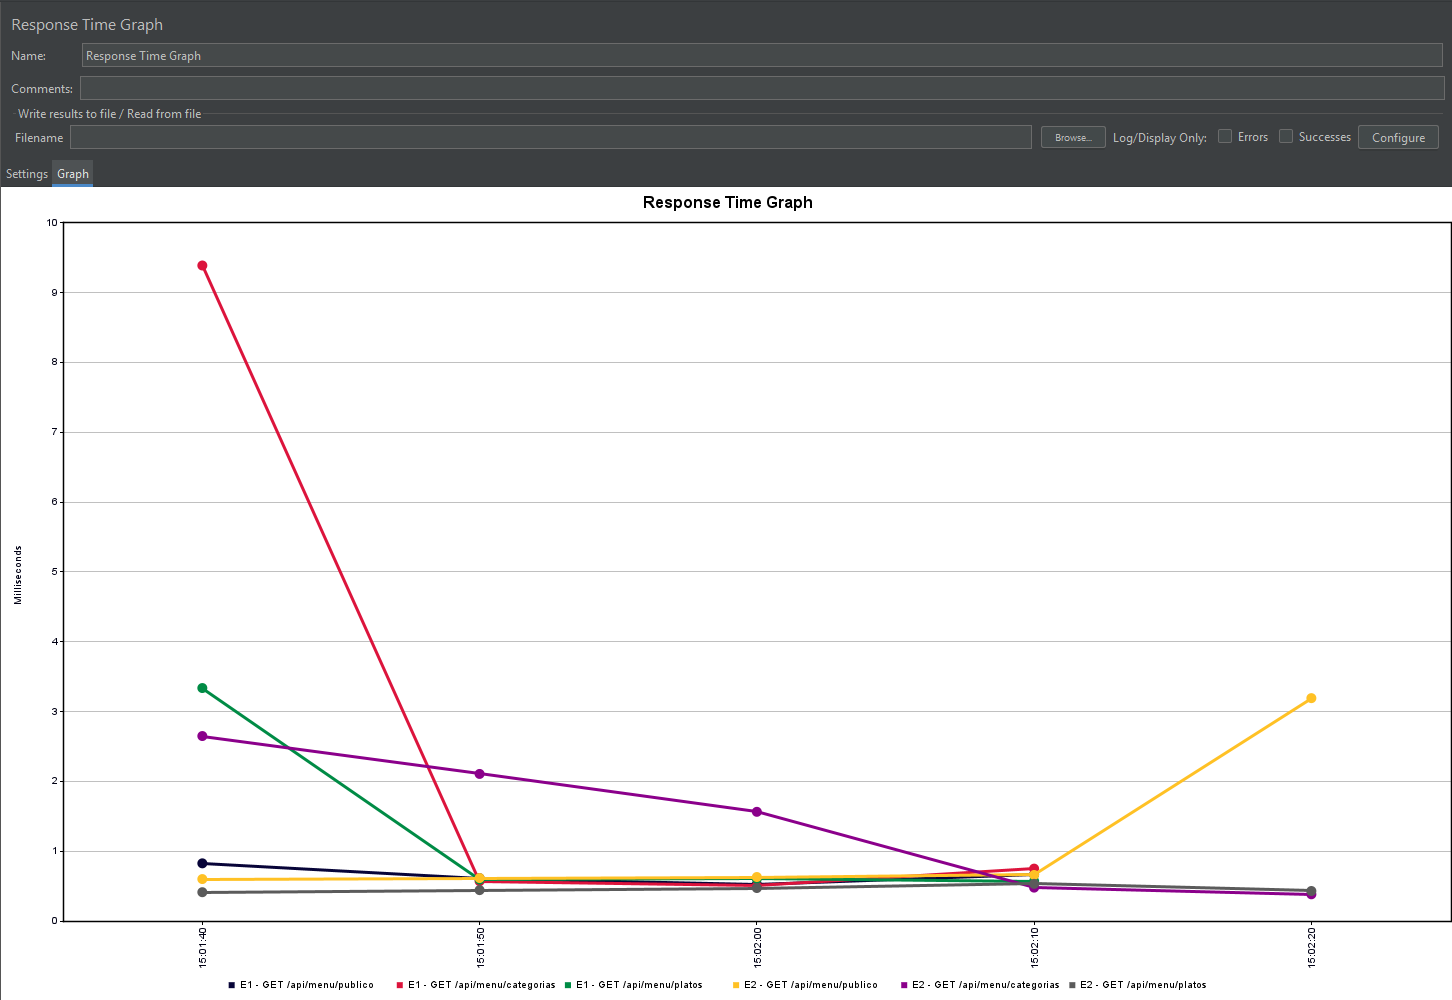 Response Time Graph
Name: Response Time Graph
Comments:
Write results to file / Read from file
Filename Browse... Log/Display Only: Errors Successes Configure
Settings Graph
Response Time Graph
10
9
8
7
6
5
4
3
2
1
0
Milliseconds
15:01:40 15:01:50 15:02:00 15:02:10 15:02:20
E1 - GET /api/menu/publico E1 - GET /api/menu/categorias E1 - GET /api/menu/platos E2 - GET /api/menu/publico E2 - GET /api/menu/categorias E2 - GET /api/menu/platos